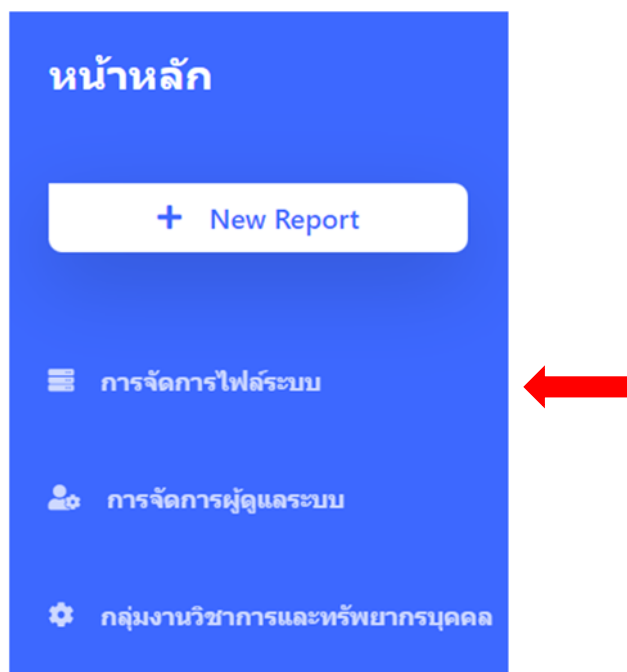 หน้าหลัก
+ New Report
การจัดการไฟล์ระบบ
การจัดการผู้ดูแลระบบ
กลุ่มงานวิชาการและทรัพยากรบุคคล